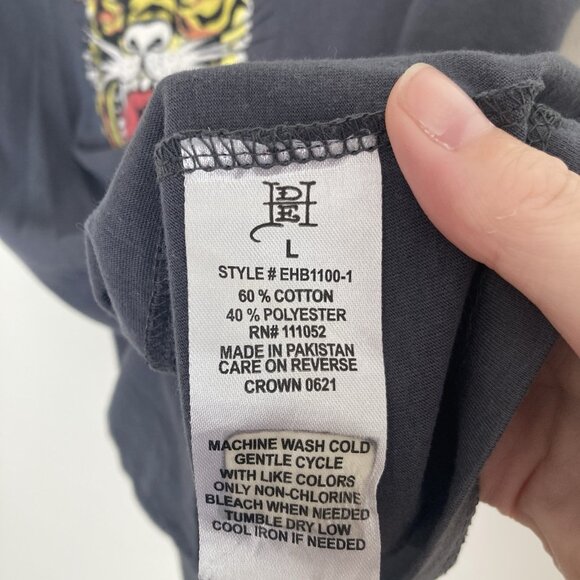 EDH
L
STYLE # EHB1100-1
60 % COTTON
40 % POLYESTER
RN# 111052
MADE IN PAKISTAN
CARE ON REVERSE
CROWN 0621
MACHINE WASH COLD
GENTLE CYCLE
WITH LIKE COLORS
ONLY NON-CHLORINE
BLEACH WHEN NEEDED
TUMBLE DRY LOW
COOL IRON IF NEEDED